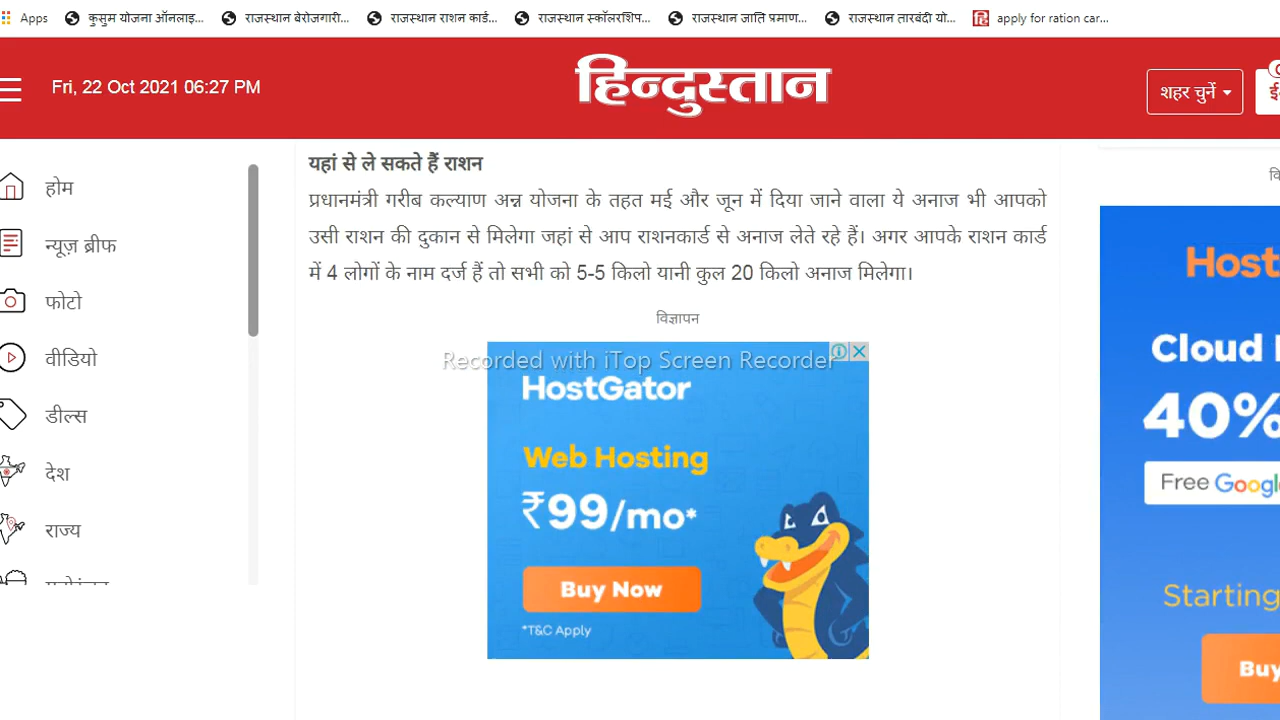 Apps कुसुम योजना ऑनलाइ... राजस्थान बेरोजगारी... राजस्थान राशन कार्ड... राजस्थान स्कॉलरशिप... राजस्थान जाति प्रमाण... राजस्थान तारबंदी यो... apply for ration car...
Fri, 22 Oct 2021 06:27 PM
हिन्दुस्तान
शहर चुनें
होम
न्यूज़ ब्रीफ
फोटो
वीडियो
डील्स
देश
राज्य
यहां से ले सकते हैं राशन
प्रधानमंत्री गरीब कल्याण अन्न योजना के तहत मई और जून में दिया जाने वाला ये अनाज भी आपको
उसी राशन की दुकान से मिलेगा जहां से आप राशनकार्ड से अनाज लेते रहे हैं। अगर आपके राशन कार्ड
में 4 लोगों के नाम दर्ज हैं तो सभी को 5-5 किलो यानी कुल 20 किलो अनाज मिलेगा।
विज्ञापन
Recorded with iTop Screen Recorder
HostGator
Web Hosting
₹99/mo*
Buy Now
*T&C Apply
Host
Cloud
40%
Free Google
Starting
Bu